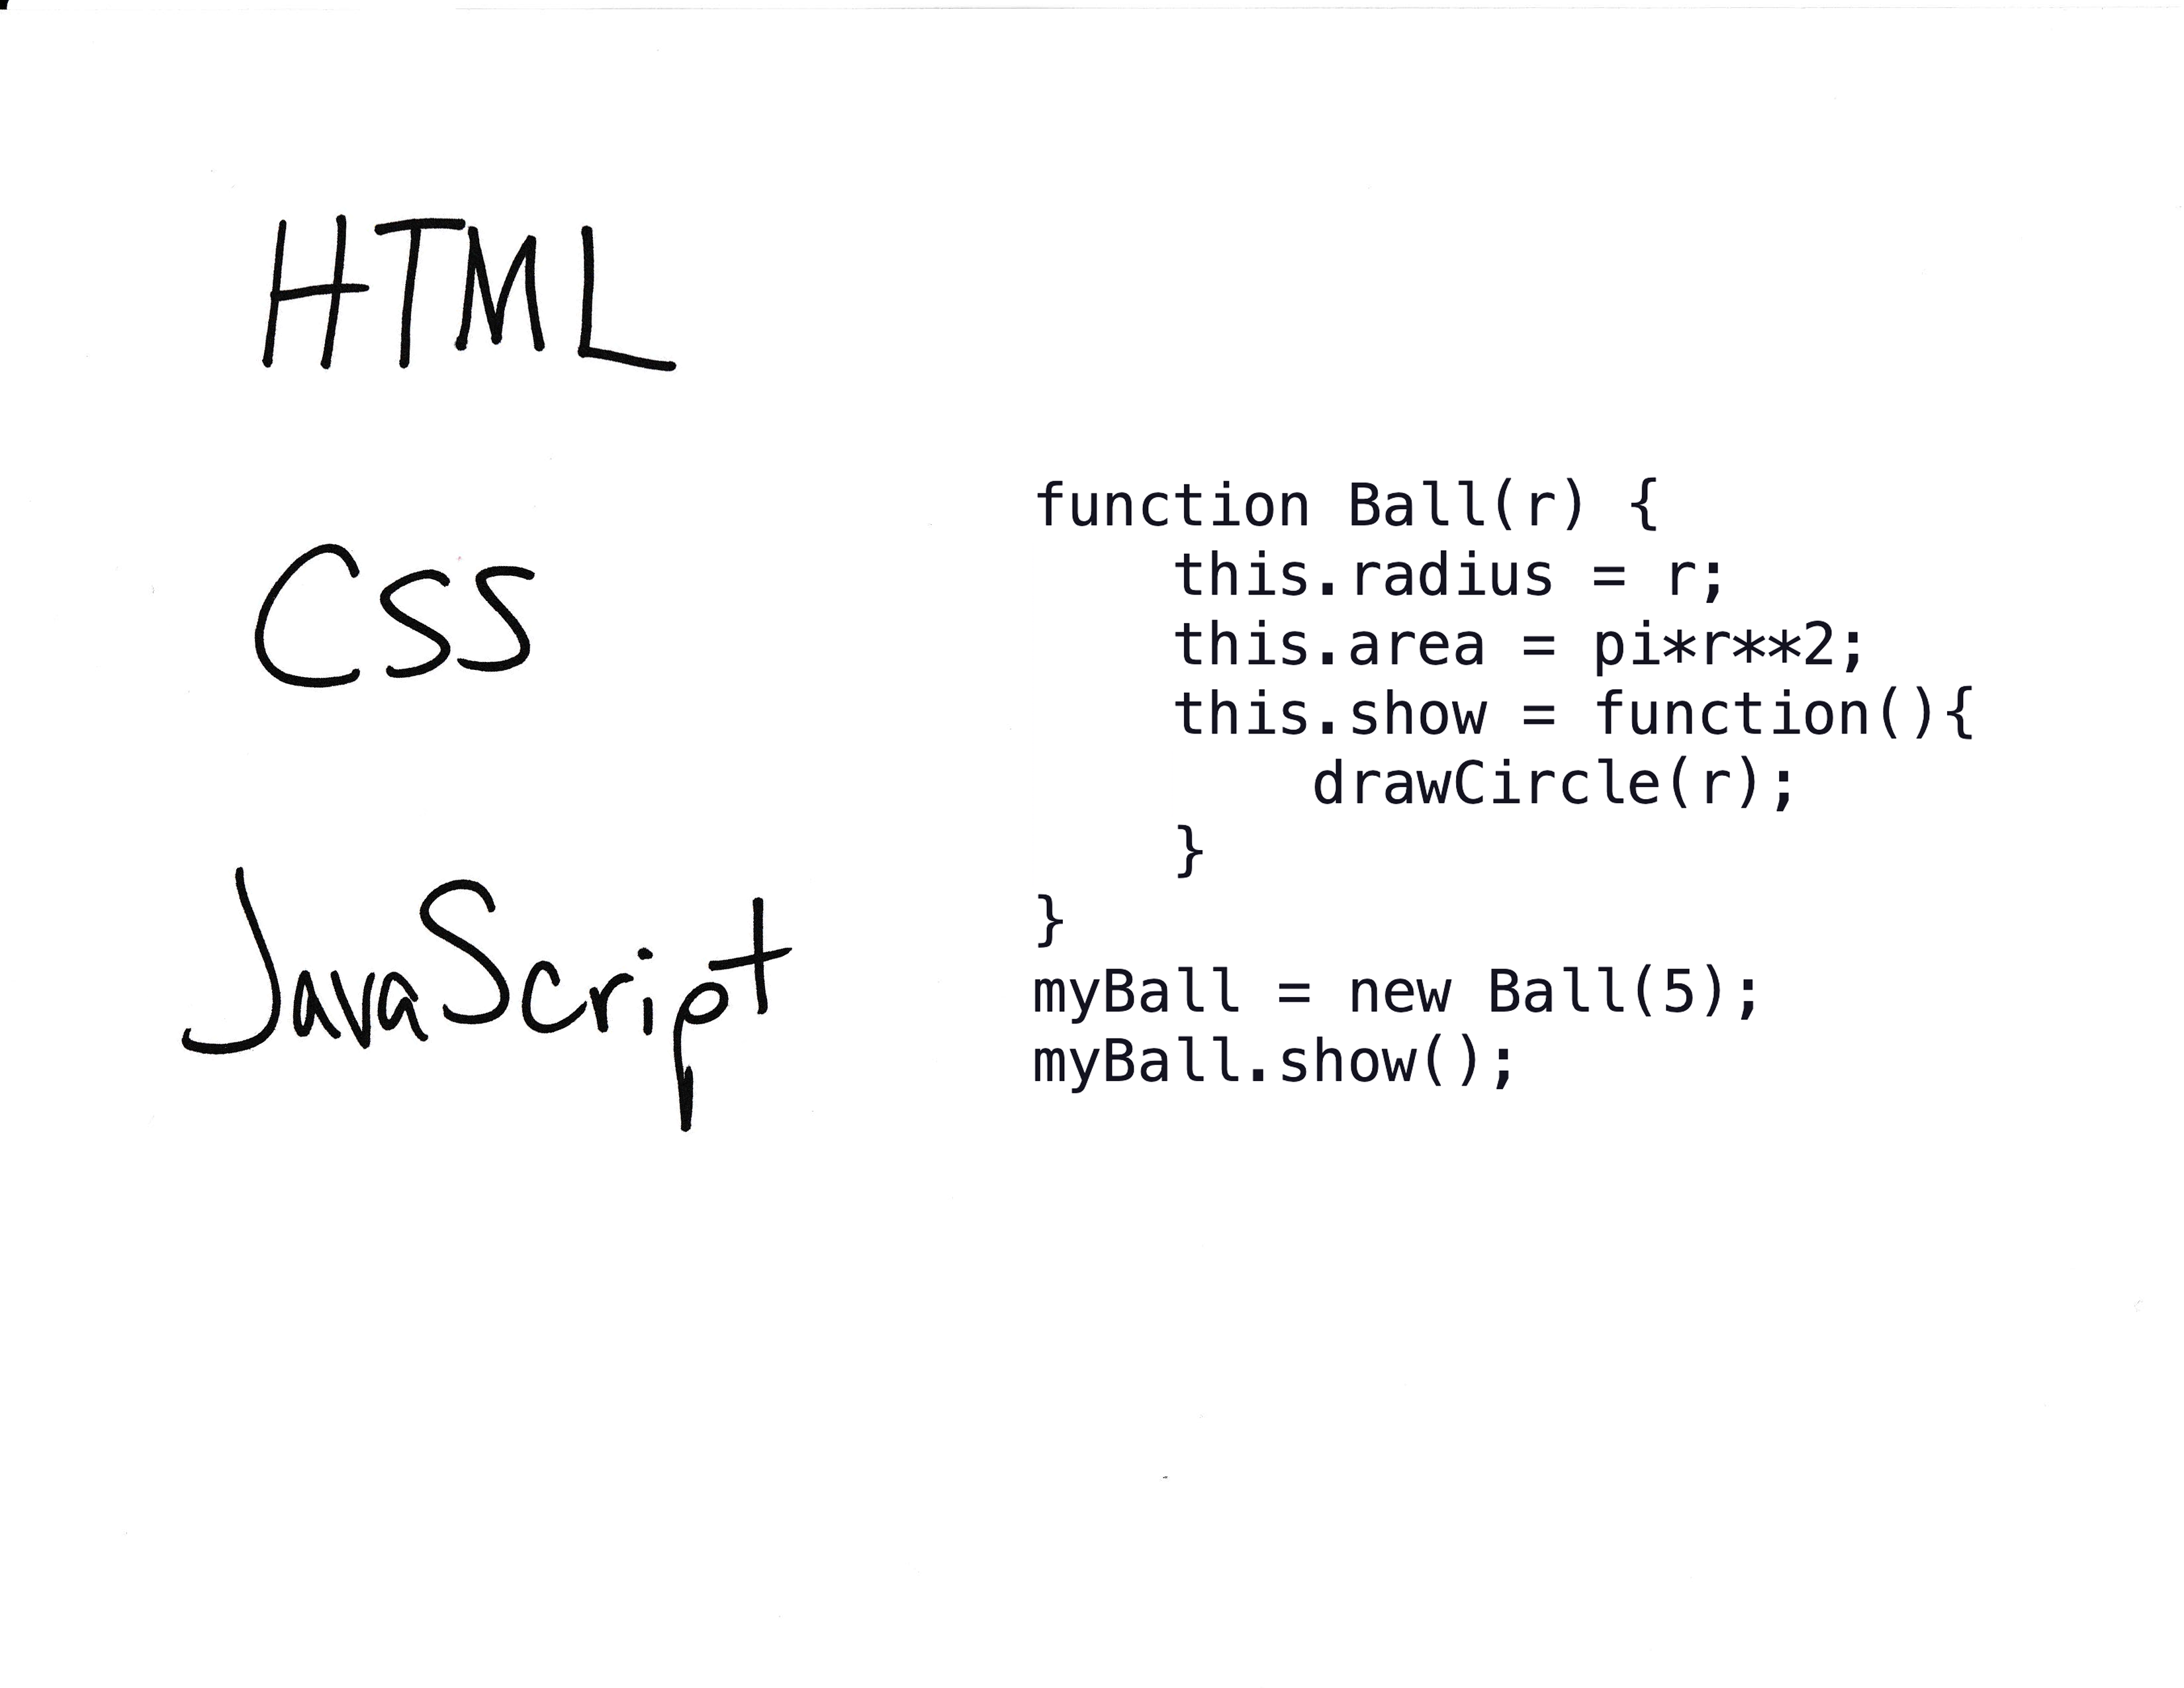 HTML
CSS
JavaScript
function Ball(r) {
    this.radius = r;
    this.area = pi*r**2;
    this.show = function(){
        drawCircle(r);
    }
}
myBall = new Ball(5);
myBall.show();